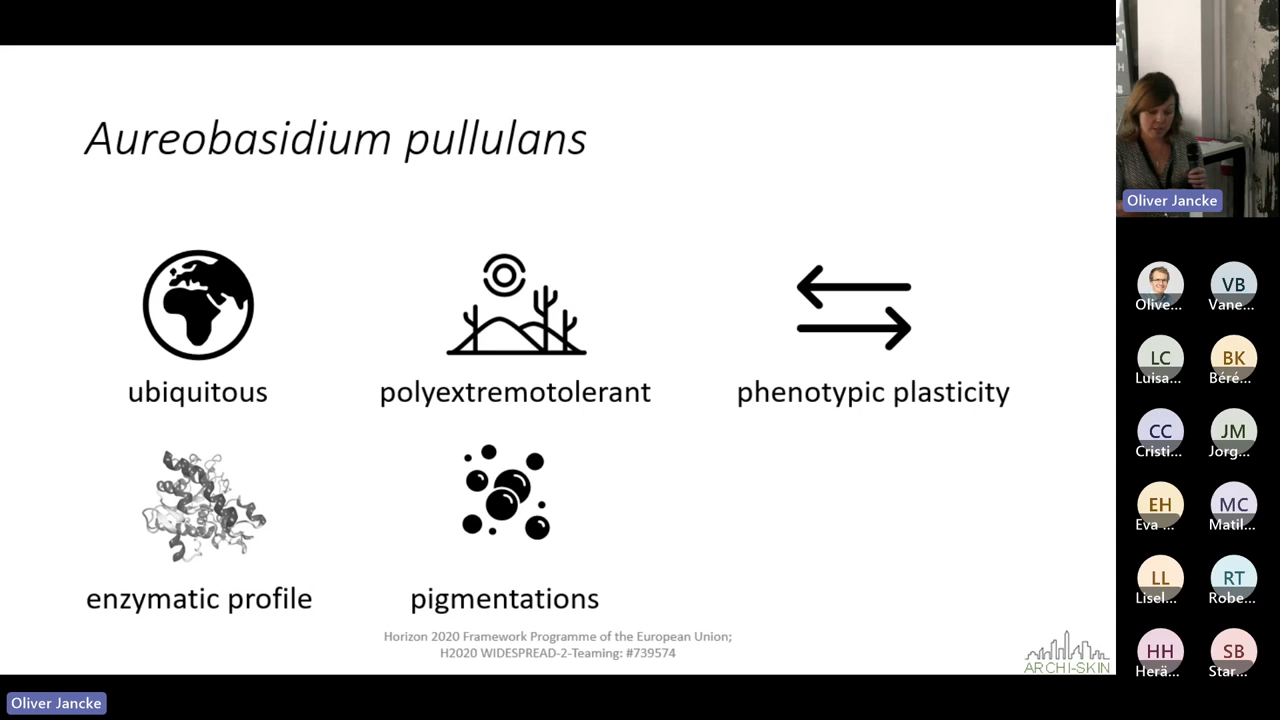 Aureobasidium pullulans
ubiquitous
polyextremotolerant
phenotypic plasticity
enzymatic profile
pigmentations
Horizon 2020 Framework Programme of the European Union;
H2020 WIDESPREAD-2-Teaming: #739574
ARCHI-SKIN
Oliver Jancke
Oliver Jancke
Olive...
VB
Vane...
LC
Luisa...
BK
Béré...
CC
Cristi...
JM
Jorg...
EH
Eva ...
MC
Matil...
LL
Lisel...
RT
Robe...
HH
Herä...
SB
Star...